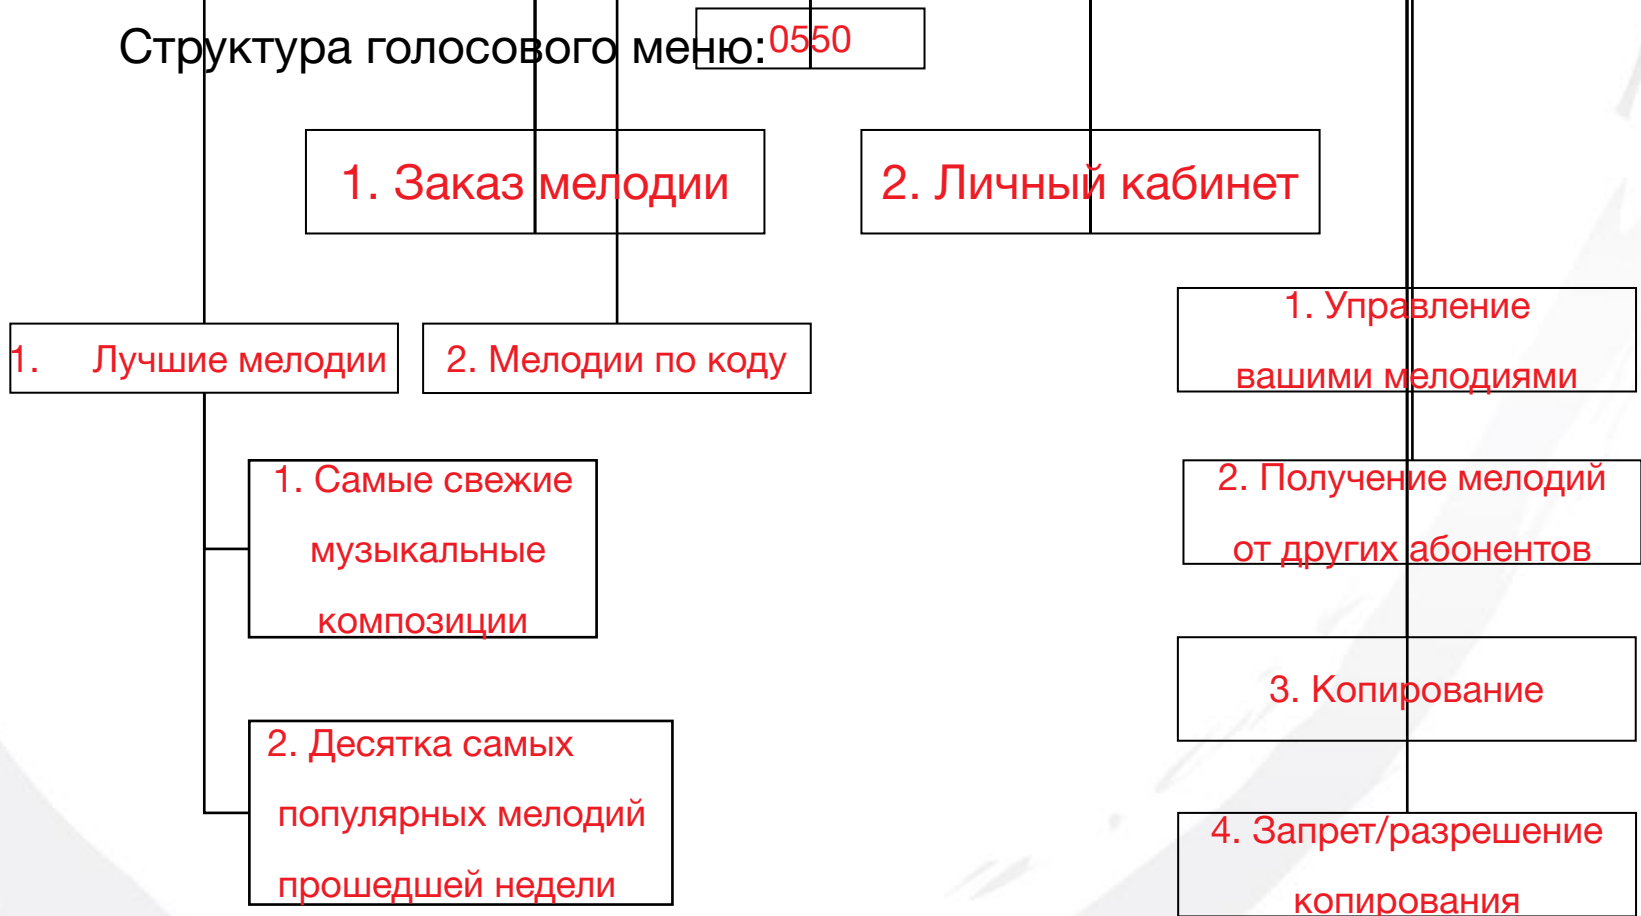 Структура голосового меню:
0550
1. Заказ мелодии
2. Личный кабинет
1. Лучшие мелодии
2. Мелодии по коду
1. Самые свежие
музыкальные
композиции
2. Десятка самых
популярных мелодий
прошедшей недели
1. Управление
вашими мелодиями
2. Получение мелодий
от других абонентов
3. Копирование
4. Запрет/разрешение
копирования